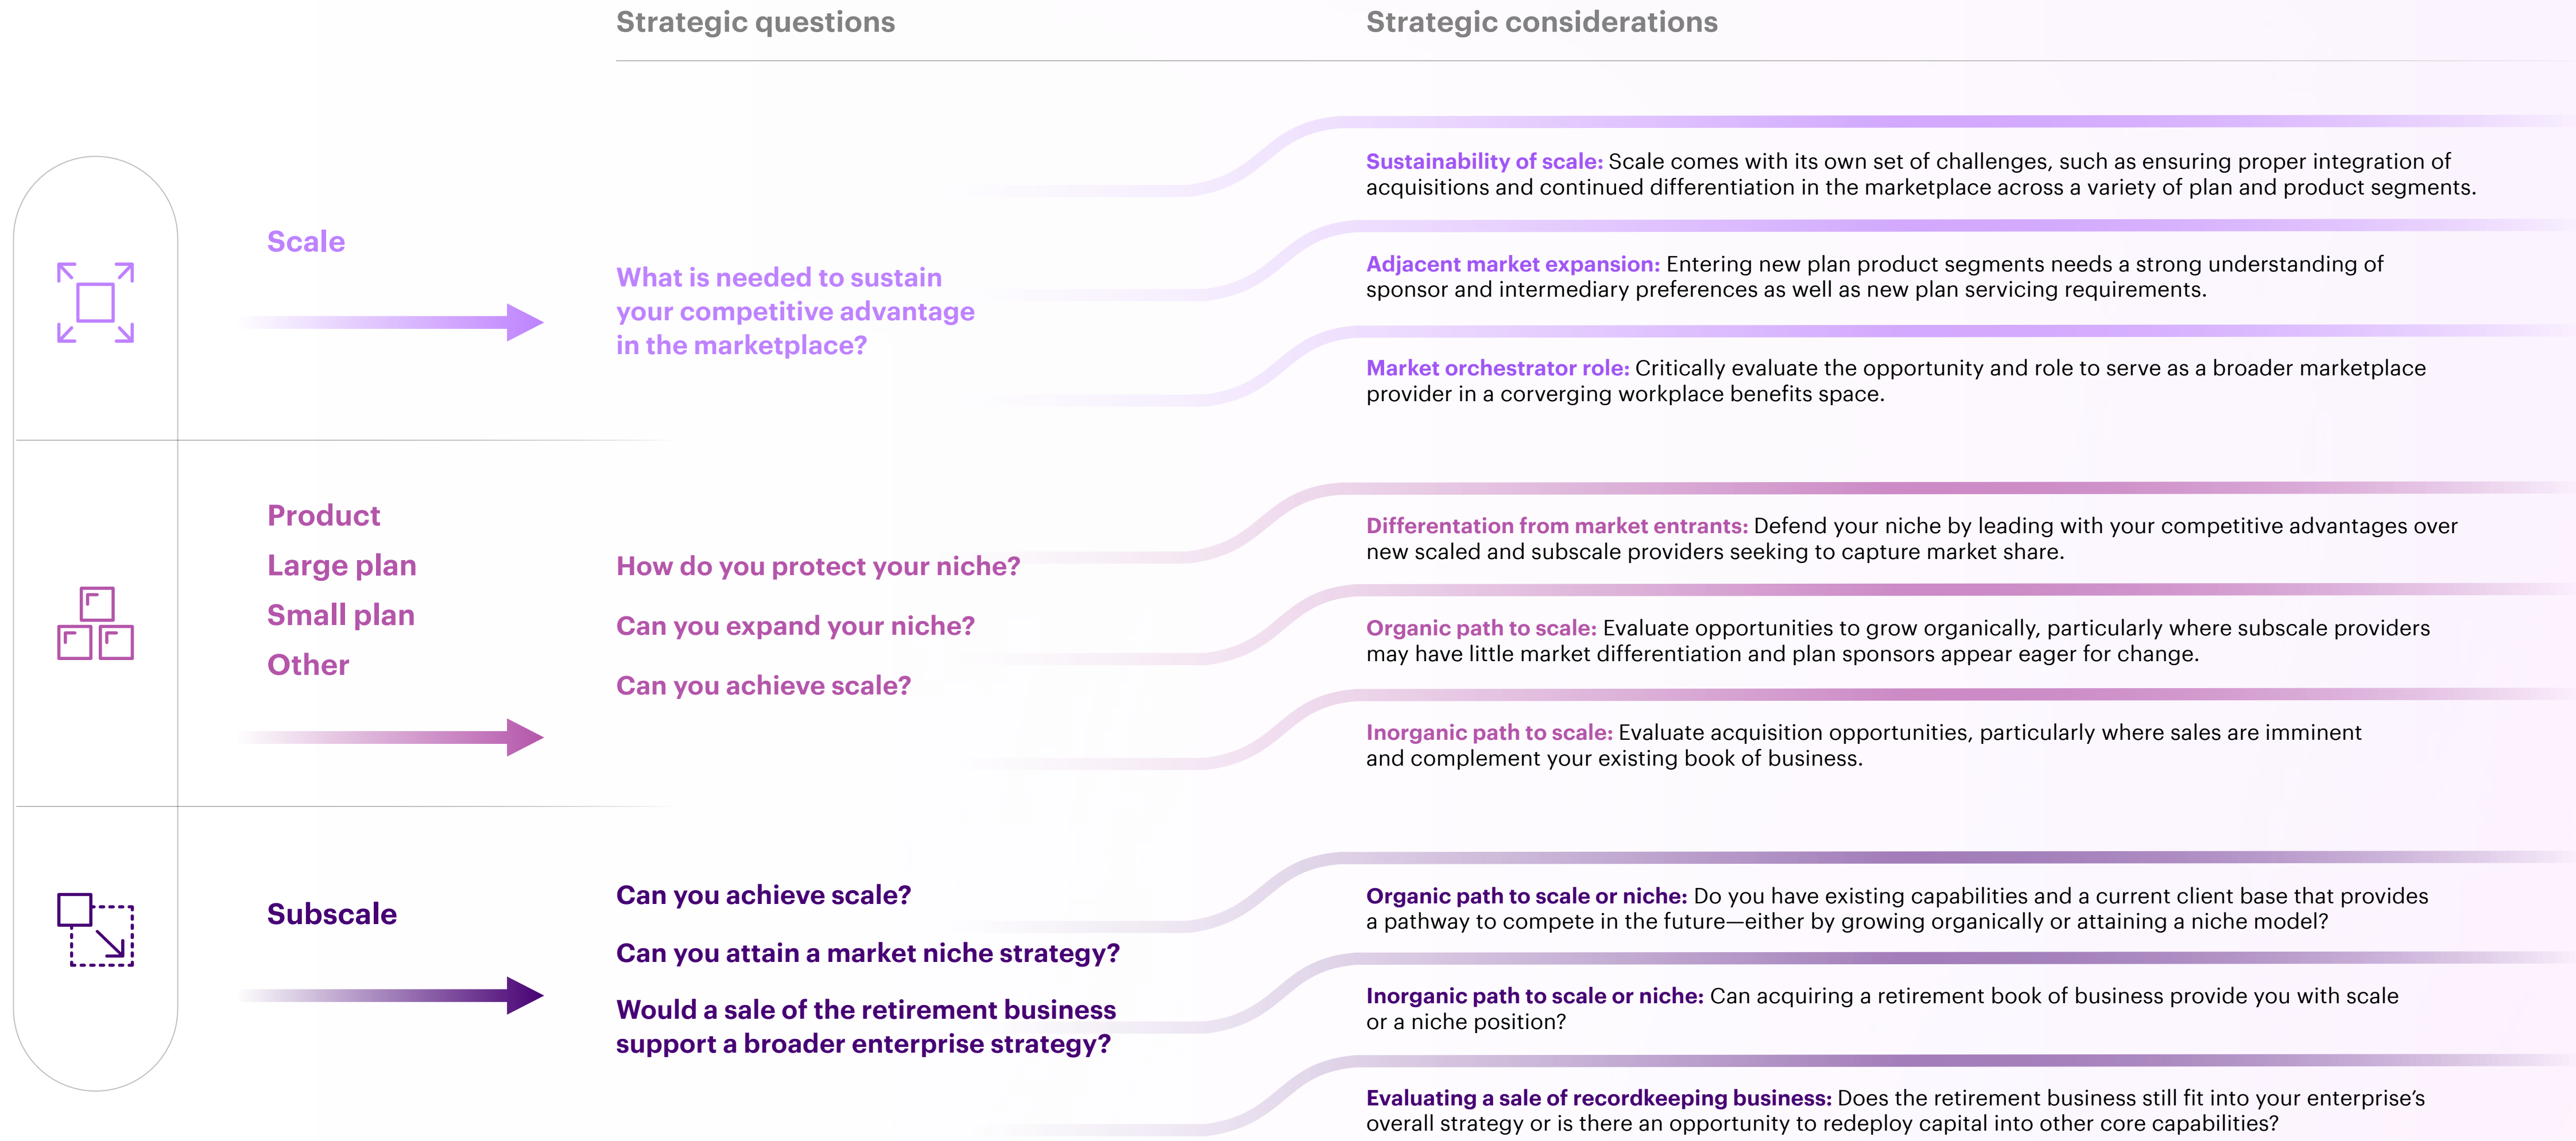 Strategic questions
Strategic considerations
Scale
What is needed to sustain
your competitive advantage
in the marketplace?
Sustainability of scale: Scale comes with its own set of challenges, such as ensuring proper integration of
acquisitions and continued differentiation in the marketplace across a variety of plan and product segments.
Adjacent market expansion: Entering new plan product segments needs a strong understanding of
sponsor and intermediary preferences as well as new plan servicing requirements.
Market orchestrator role: Critically evaluate the opportunity and role to serve as a broader marketplace
provider in a corverging workplace benefits space.
Product
Large plan
Small plan
Other
How do you protect your niche?
Can you expand your niche?
Can you achieve scale?
Differentation from market entrants: Defend your niche by leading with your competitive advantages over
new scaled and subscale providers seeking to capture market share.
Organic path to scale: Evaluate opportunities to grow organically, particularly where subscale providers
may have little market differentiation and plan sponsors appear eager for change.
Inorganic path to scale: Evaluate acquisition opportunities, particularly where sales are imminent
and complement your existing book of business.
Subscale
Can you achieve scale?
Can you attain a market niche strategy?
Would a sale of the retirement business
support a broader enterprise strategy?
Organic path to scale or niche: Do you have existing capabilities and a current client base that provides
a pathway to compete in the future—either by growing organically or attaining a niche model?
Inorganic path to scale or niche: Can acquiring a retirement book of business provide you with scale
or a niche position?
Evaluating a sale of recordkeeping business: Does the retirement business still fit into your enterprise’s
overall strategy or is there an opportunity to redeploy capital into other core capabilities?